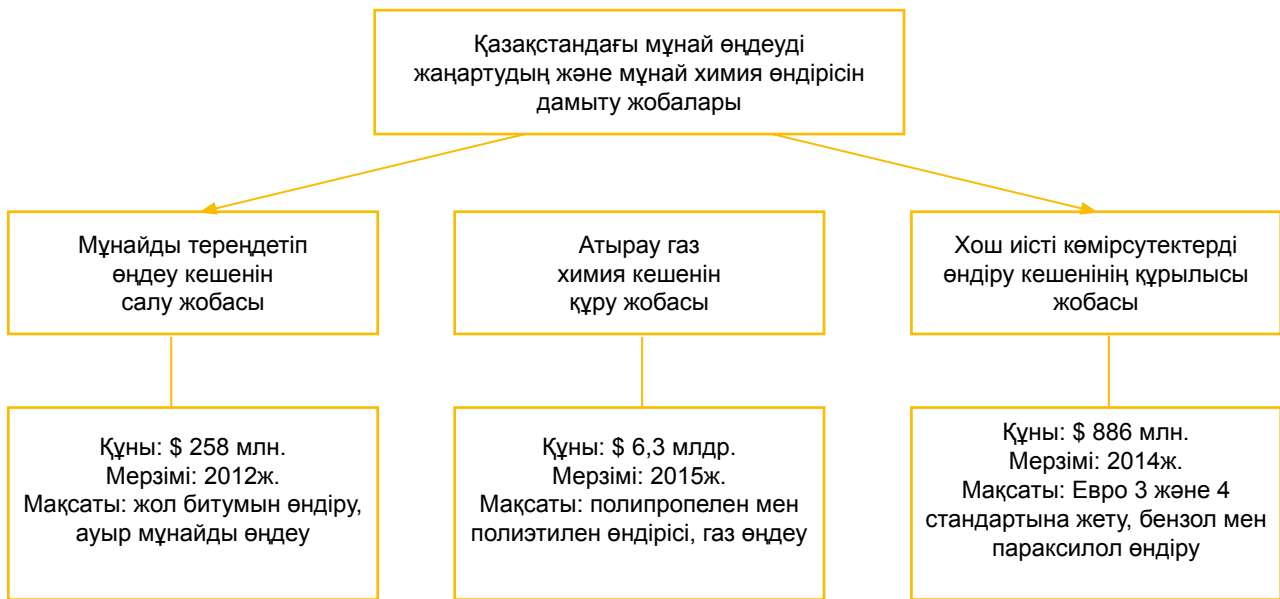 Қазақстандағы мұнай өңдеуді
жаңартудың және мұнай химия өндірісін
дамыту жобалары
Мұнайды тереңдетіп
өңдеу кешенін
салу жобасы
Атырау газ
химия кешенін
құру жобасы
Хош иісті көмірсутектерді
өндіру кешенінің құрылысы
жобасы
Құны: $ 258 млн.
Мерзімі: 2012ж.
Мақсаты: жол битумын өндіру,
ауыр мұнайды өңдеу
Құны: $ 6,3 млдр.
Мерзімі: 2015ж.
Мақсаты: полипропелен мен
полиэтилен өндірісі, газ өңдеу
Құны: $ 886 млн.
Мерзімі: 2014ж.
Мақсаты: Евро 3 және 4
стандартына жету, бензол мен
параксилол өндіру